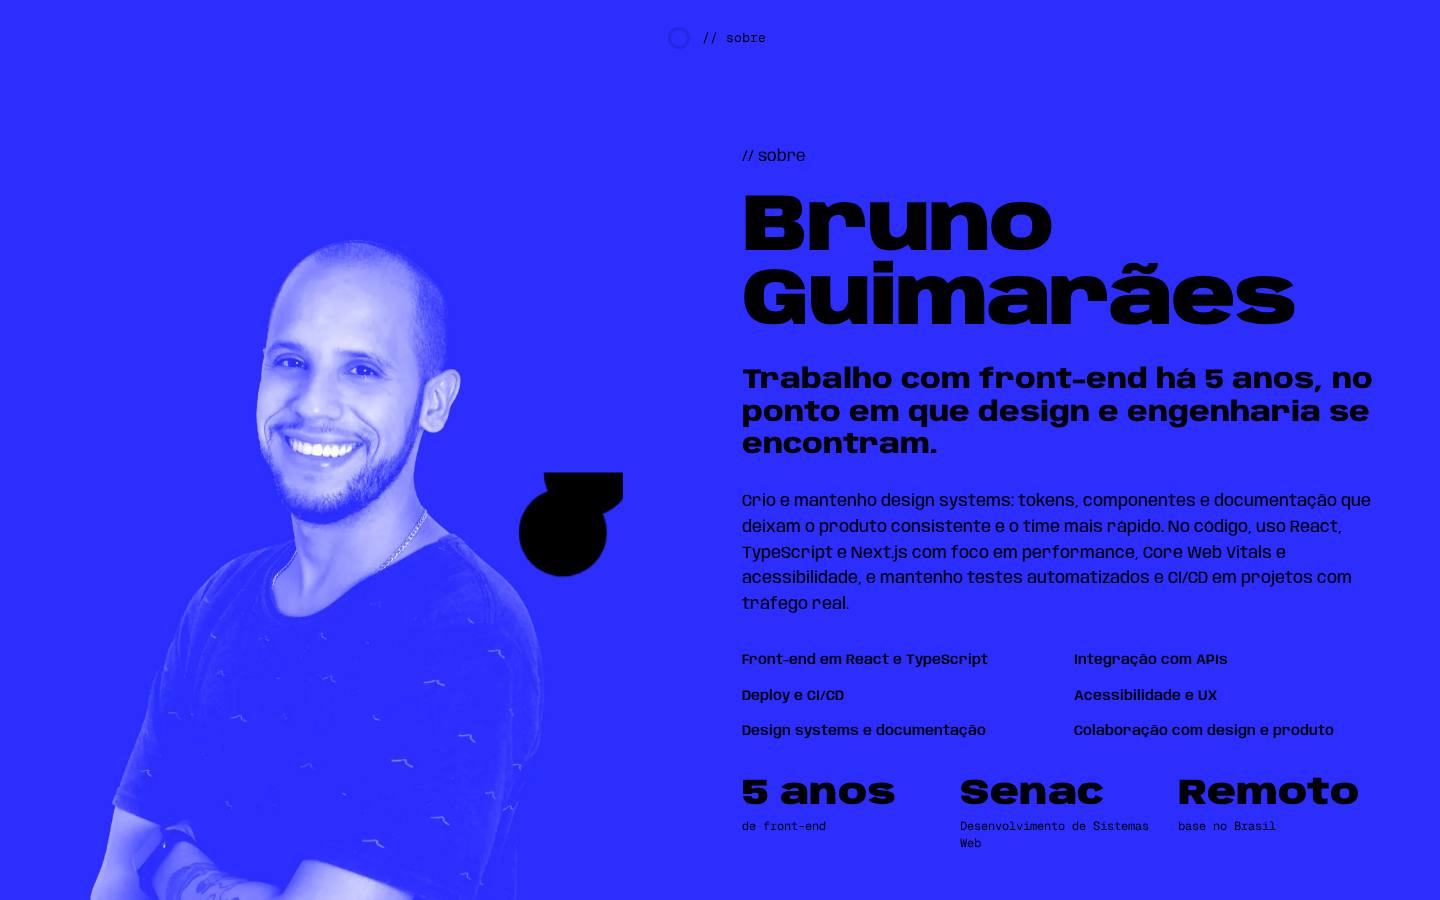 // sobre
// sobre
Bruno
Guimarães
Trabalho com front-end há 5 anos, no
ponto em que design e engenharia se
encontram.
Crio e mantenho design systems: tokens, componentes e documentação que
deixam o produto consistente e o time mais rápido. No código, uso React,
TypeScript e Next.js com foco em performance, Core Web Vitals e
acessibilidade, e mantenho testes automatizados e CI/CD em projetos com
tráfego real.
Front-end em React e TypeScript
Integração com APIs
Deploy e CI/CD
Acessibilidade e UX
Design systems e documentação
Colaboração com design e produto
5 anos
de front-end
Senac
Desenvolvimento de Sistemas
Web
Remoto
base no Brasil